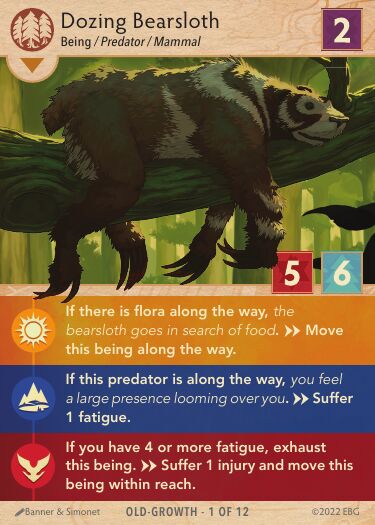 Dozing Bearsloth
Being / Predator / Mammal
2
5 6
If there is flora along the way, the
bearsloth goes in search of food. Move
this being along the way.
If this predator is along the way, you feel
a large presence looming over you. Suffer
1 fatigue.
If you have 4 or more fatigue, exhaust
this being. Suffer 1 injury and move this
being within reach.
Banner & Simonet OLD-GROWTH - 1 OF 12 ©2022 EBG